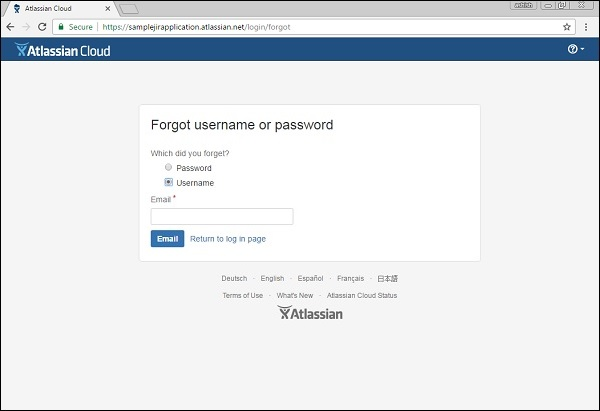 Atlassian Cloud
Secure https://samplejirapplication.atlassian.net/login/forgot
Atlassian Cloud
Forgot username or password
Which did you forget?
Password
Username
Email *
Email Return to log in page
Deutsch · English · Español · Français · 日本語
Terms of Use · What's New · Atlassian Cloud Status
Atlassian